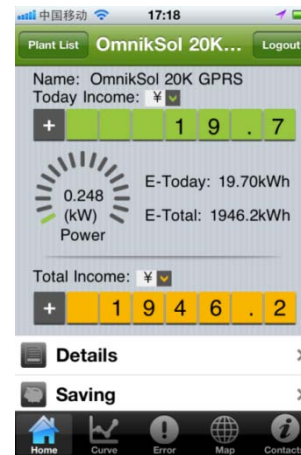 中国移动 17:18
Plant List OmnikSol 20K... Logout
Name: OmnikSol 20K GPRS
Today Income: ¥
+ 1 9 . 7
0.248
(kW)
Power
E-Today: 19.70kWh
E-Total: 1946.2kWh
Total Income: ¥
+ 1 9 4 6 . 2
Details
Saving
Home Curve Error Map Contact